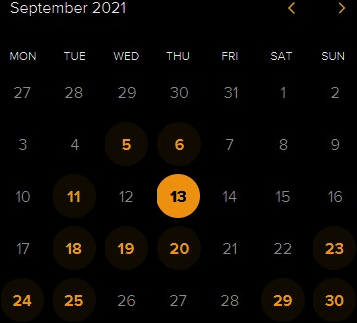 September 2021
MON TUE WED THU FRI SAT SUN
27 28 29 30 31 1 2
3 4 5 6 7 8 9
10 11 12 13 14 15 16
17 18 19 20 21 22 23
24 25 26 27 28 29 30